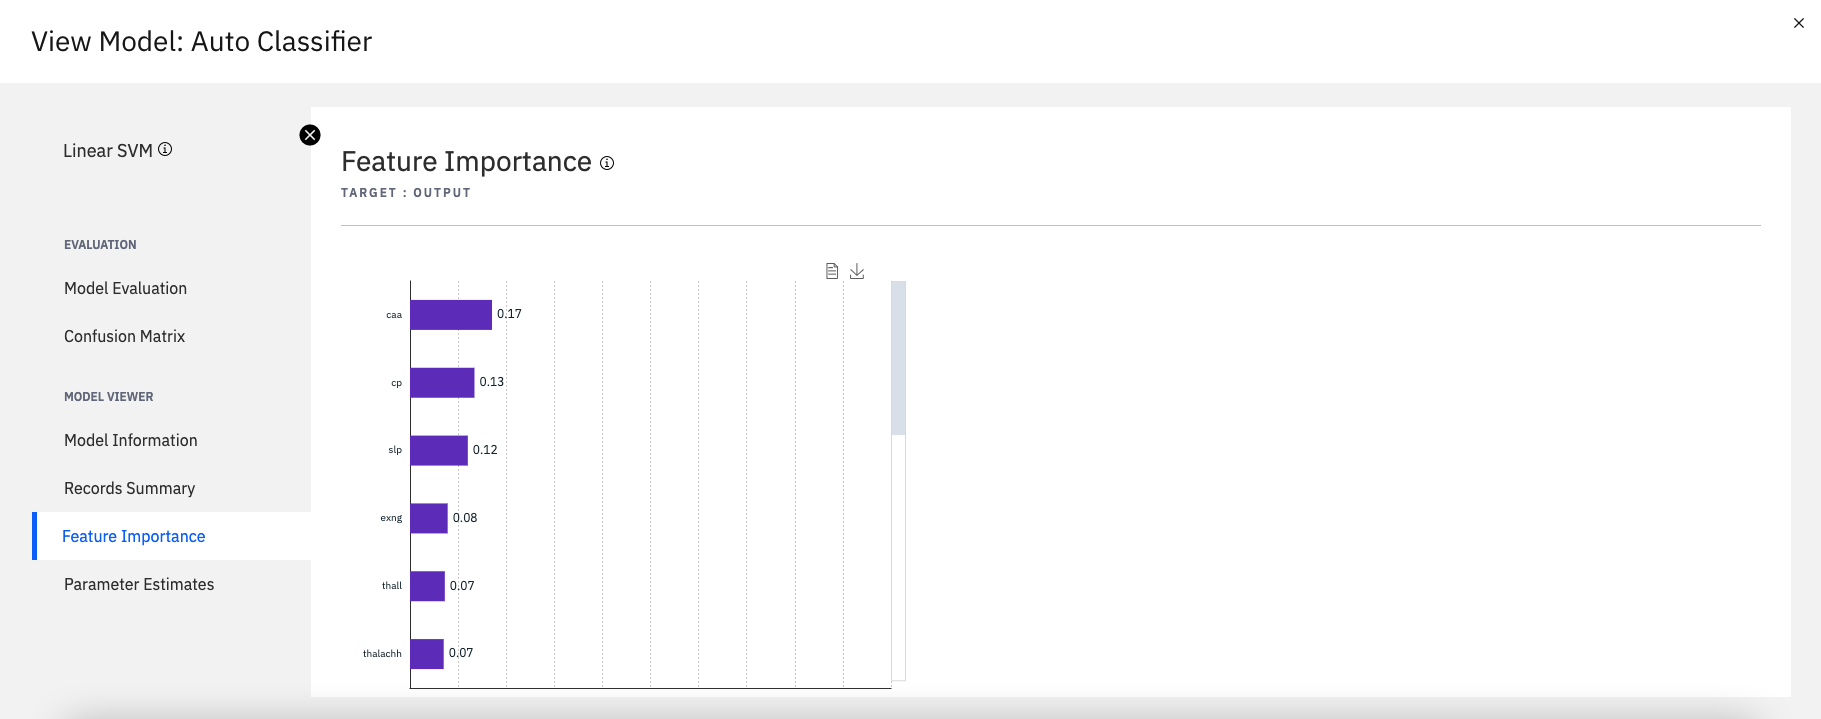 View Model: Auto Classifier
Linear SVM
EVALUATION
Model Evaluation
Confusion Matrix
MODEL VIEWER
Model Information
Records Summary
Feature Importance
Parameter Estimates
Feature Importance
TARGET : OUTPUT
caa 0.17
cp 0.13
slp 0.12
exng 0.08
thall 0.07
thalachh 0.07